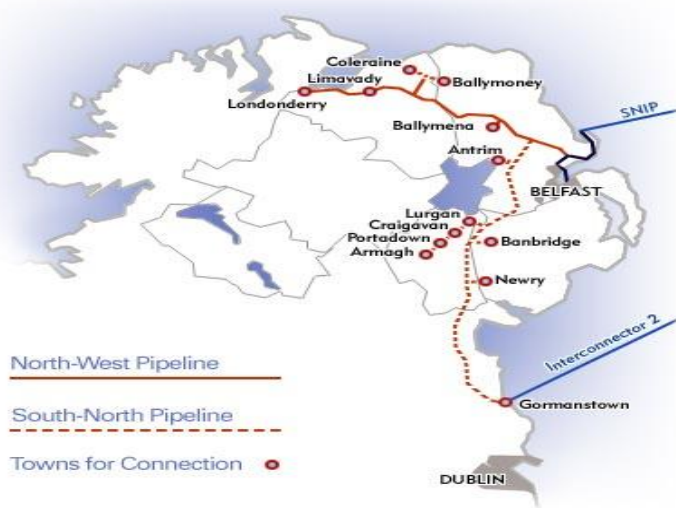 Coleraine
Limavady
Ballymoney
Londonderry
SNIP
Ballymena
Antrim
BELFAST
Lurgan
Craigavan
Portadown
Banbridge
Armagh
Newry
North-West Pipeline
Interconnector 2
South-North Pipeline
Gormanstown
Towns for Connection
DUBLIN